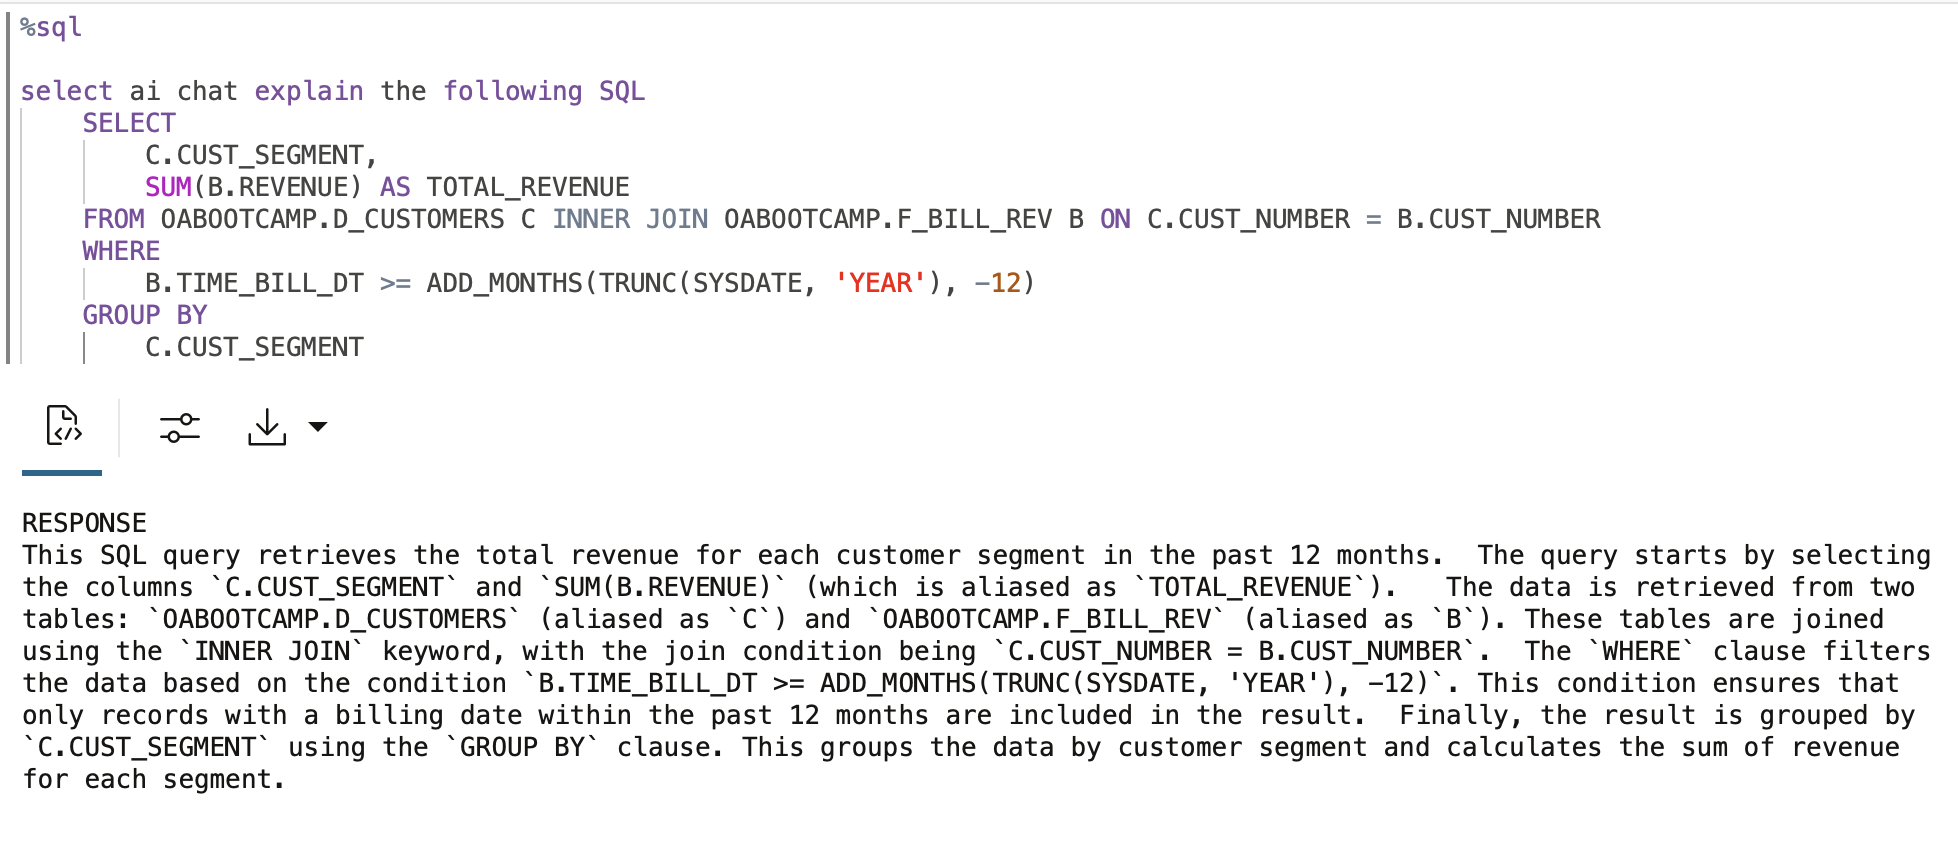 %sql
select ai chat explain the following SQL
SELECT
C.CUST_SEGMENT,
SUM(B.REVENUE) AS TOTAL_REVENUE
FROM OABOOTCAMP.D_CUSTOMERS C INNER JOIN OABOOTCAMP.F_BILL_REV B ON C.CUST_NUMBER = B.CUST_NUMBER
WHERE
B.TIME_BILL_DT >= ADD_MONTHS(TRUNC(SYSDATE, 'YEAR'), -12)
GROUP BY
C.CUST_SEGMENT
RESPONSE
This SQL query retrieves the total revenue for each customer segment in the past 12 months.  The query starts by selecting
the columns `C.CUST_SEGMENT` and `SUM(B.REVENUE)` (which is aliased as `TOTAL_REVENUE`).   The data is retrieved from two
tables: `OABOOTCAMP.D_CUSTOMERS` (aliased as `C`) and `OABOOTCAMP.F_BILL_REV` (aliased as `B`). These tables are joined
using the `INNER JOIN` keyword, with the join condition being `C.CUST_NUMBER = B.CUST_NUMBER`.  The `WHERE` clause filters
the data based on the condition `B.TIME_BILL_DT >= ADD_MONTHS(TRUNC(SYSDATE, 'YEAR'), -12)`. This condition ensures that
only records with a billing date within the past 12 months are included in the result.  Finally, the result is grouped by
`C.CUST_SEGMENT` using the `GROUP BY` clause. This groups the data by customer segment and calculates the sum of revenue
for each segment.